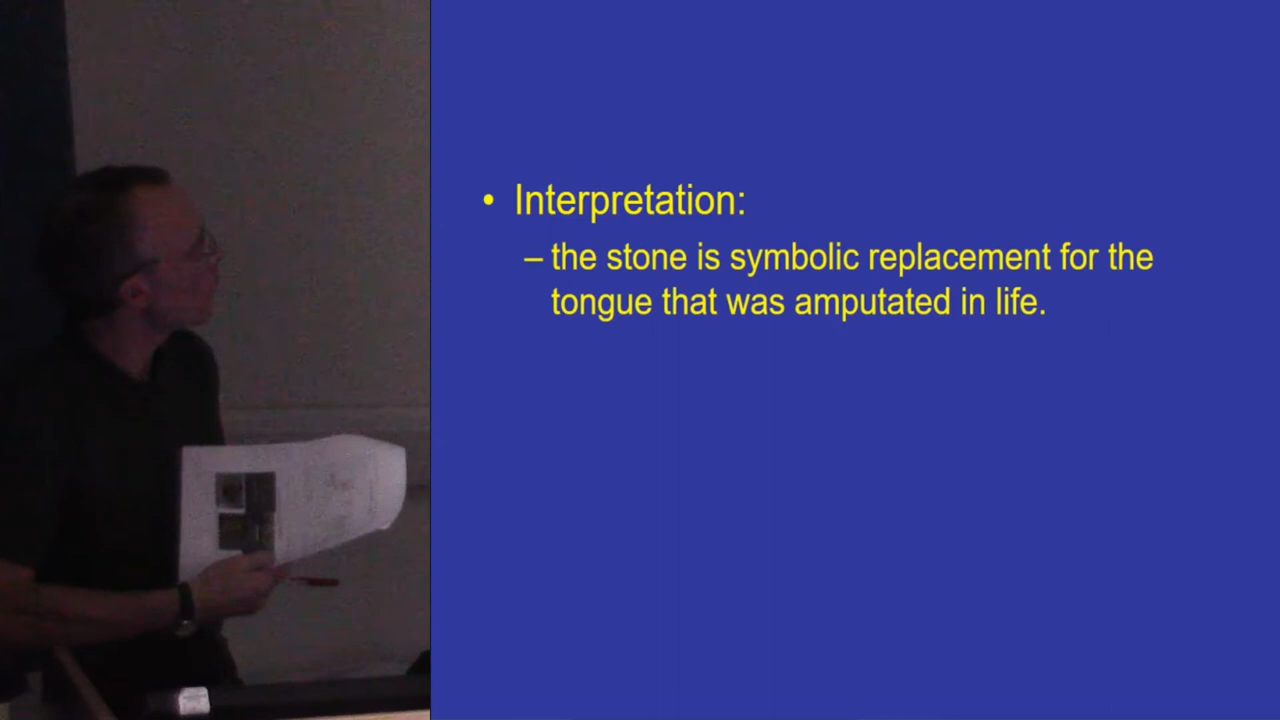 • Interpretation:
– the stone is symbolic replacement for the
tongue that was amputated in life.